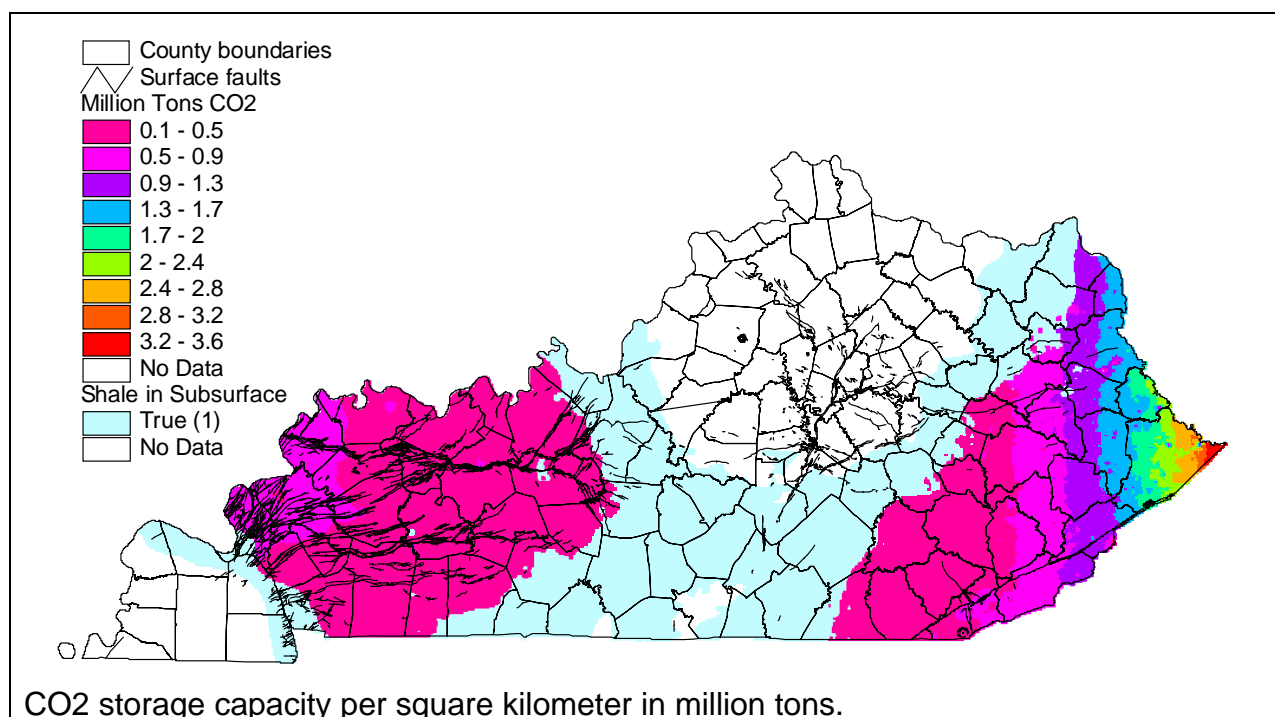 County boundaries
Surface faults
Million Tons CO2
0.1 - 0.5
0.5 - 0.9
0.9 - 1.3
1.3 - 1.7
1.7 - 2
2 - 2.4
2.4 - 2.8
2.8 - 3.2
3.2 - 3.6
No Data
Shale in Subsurface
True (1)
No Data
CO2 storage capacity per square kilometer in million tons.